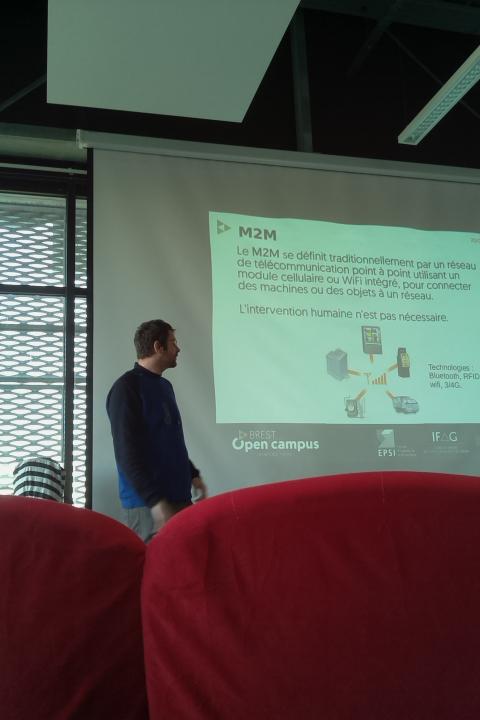 M2M
Le M2M se définit traditionnellement par un réseau
de télécommunication point à point utilisant un
module cellulaire ou WiFi intégré, pour connecter
des machines ou des objets à un réseau.
L'intervention humaine n'est pas nécessaire.
Technologies :
Bluetooth, RFID
wifi, 3/4G.
BREST
Open campus
EPSI
IFAG